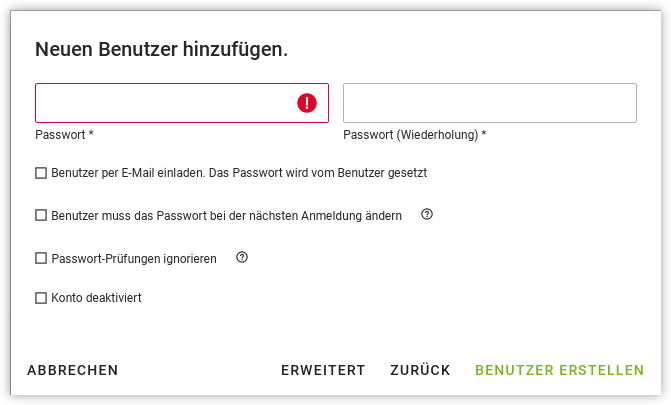 Neuen Benutzer hinzufügen.
Passwort * Passwort (Wiederholung) *
Benutzer per E-Mail einladen. Das Passwort wird vom Benutzer gesetzt
Benutzer muss das Passwort bei der nächsten Anmeldung ändern
Passwort-Prüfungen ignorieren
Konto deaktiviert
ABBRECHEN ERWEITERT ZURÜCK BENUTZER ERSTELLEN